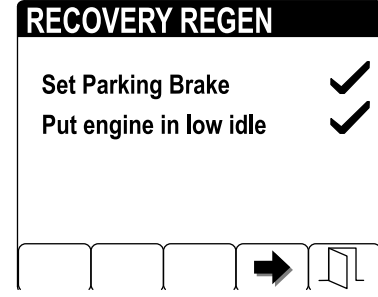 RECOVERY REGEN
Set Parking Brake
Put engine in low idle